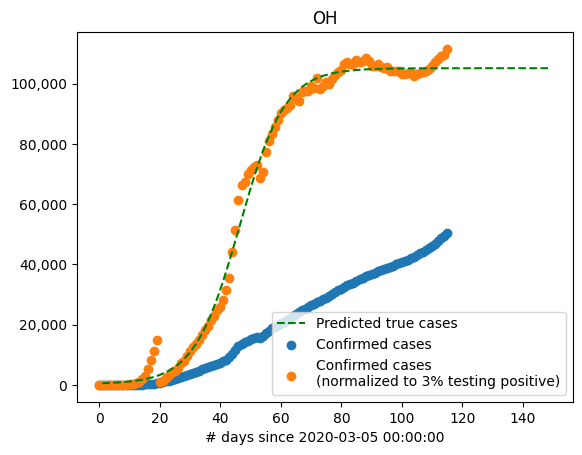 OH
100,000
80,000
60,000
40,000
20,000
0
Predicted true cases
Confirmed cases
Confirmed cases
(normalized to 3% testing positive)
0 20 40 60 80 100 120 140
# days since 2020-03-05 00:00:00